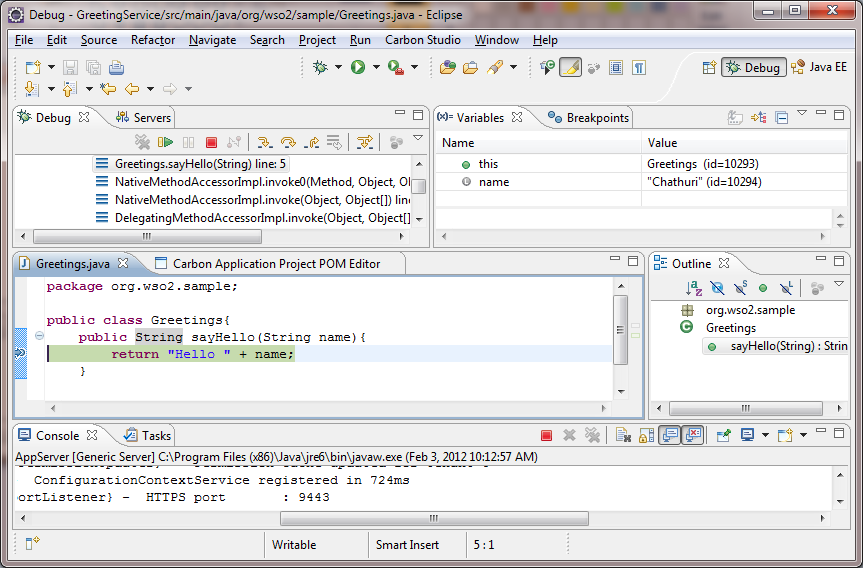 Debug - GreetingService/src/main/java/org/wso2/sample/Greetings.java - Eclipse
File Edit Source Refactor Navigate Search Project Run Carbon Studio Window Help
Debug Java EE
Debug Servers
Greetings.sayHello(String) line: 5
NativeMethodAccessorImpl.invoke0(Method, Object, Ob
NativeMethodAccessorImpl.invoke(Object, Object[]) line
DelegatingMethodAccessorImpl.invoke(Object, Object[]
(x)= Variables Breakpoints
Name Value
this Greetings (id=10293)
name "Chathuri" (id=10294)
Greetings.java Carbon Application Project POM Editor
package org.wso2.sample;
public class Greetings{
public String sayHello(String name){
return "Hello " + name;
}
Outline
org.wso2.sample
Greetings
sayHello(String) : Strin
Console Tasks
AppServer [Generic Server] C:\Program Files (x86)\Java\jre6\bin\javaw.exe (Feb 3, 2012 10:12:57 AM)
ConfigurationContextService registered in 724ms
ortListener} - HTTPS port : 9443
Writable Smart Insert 5 : 1